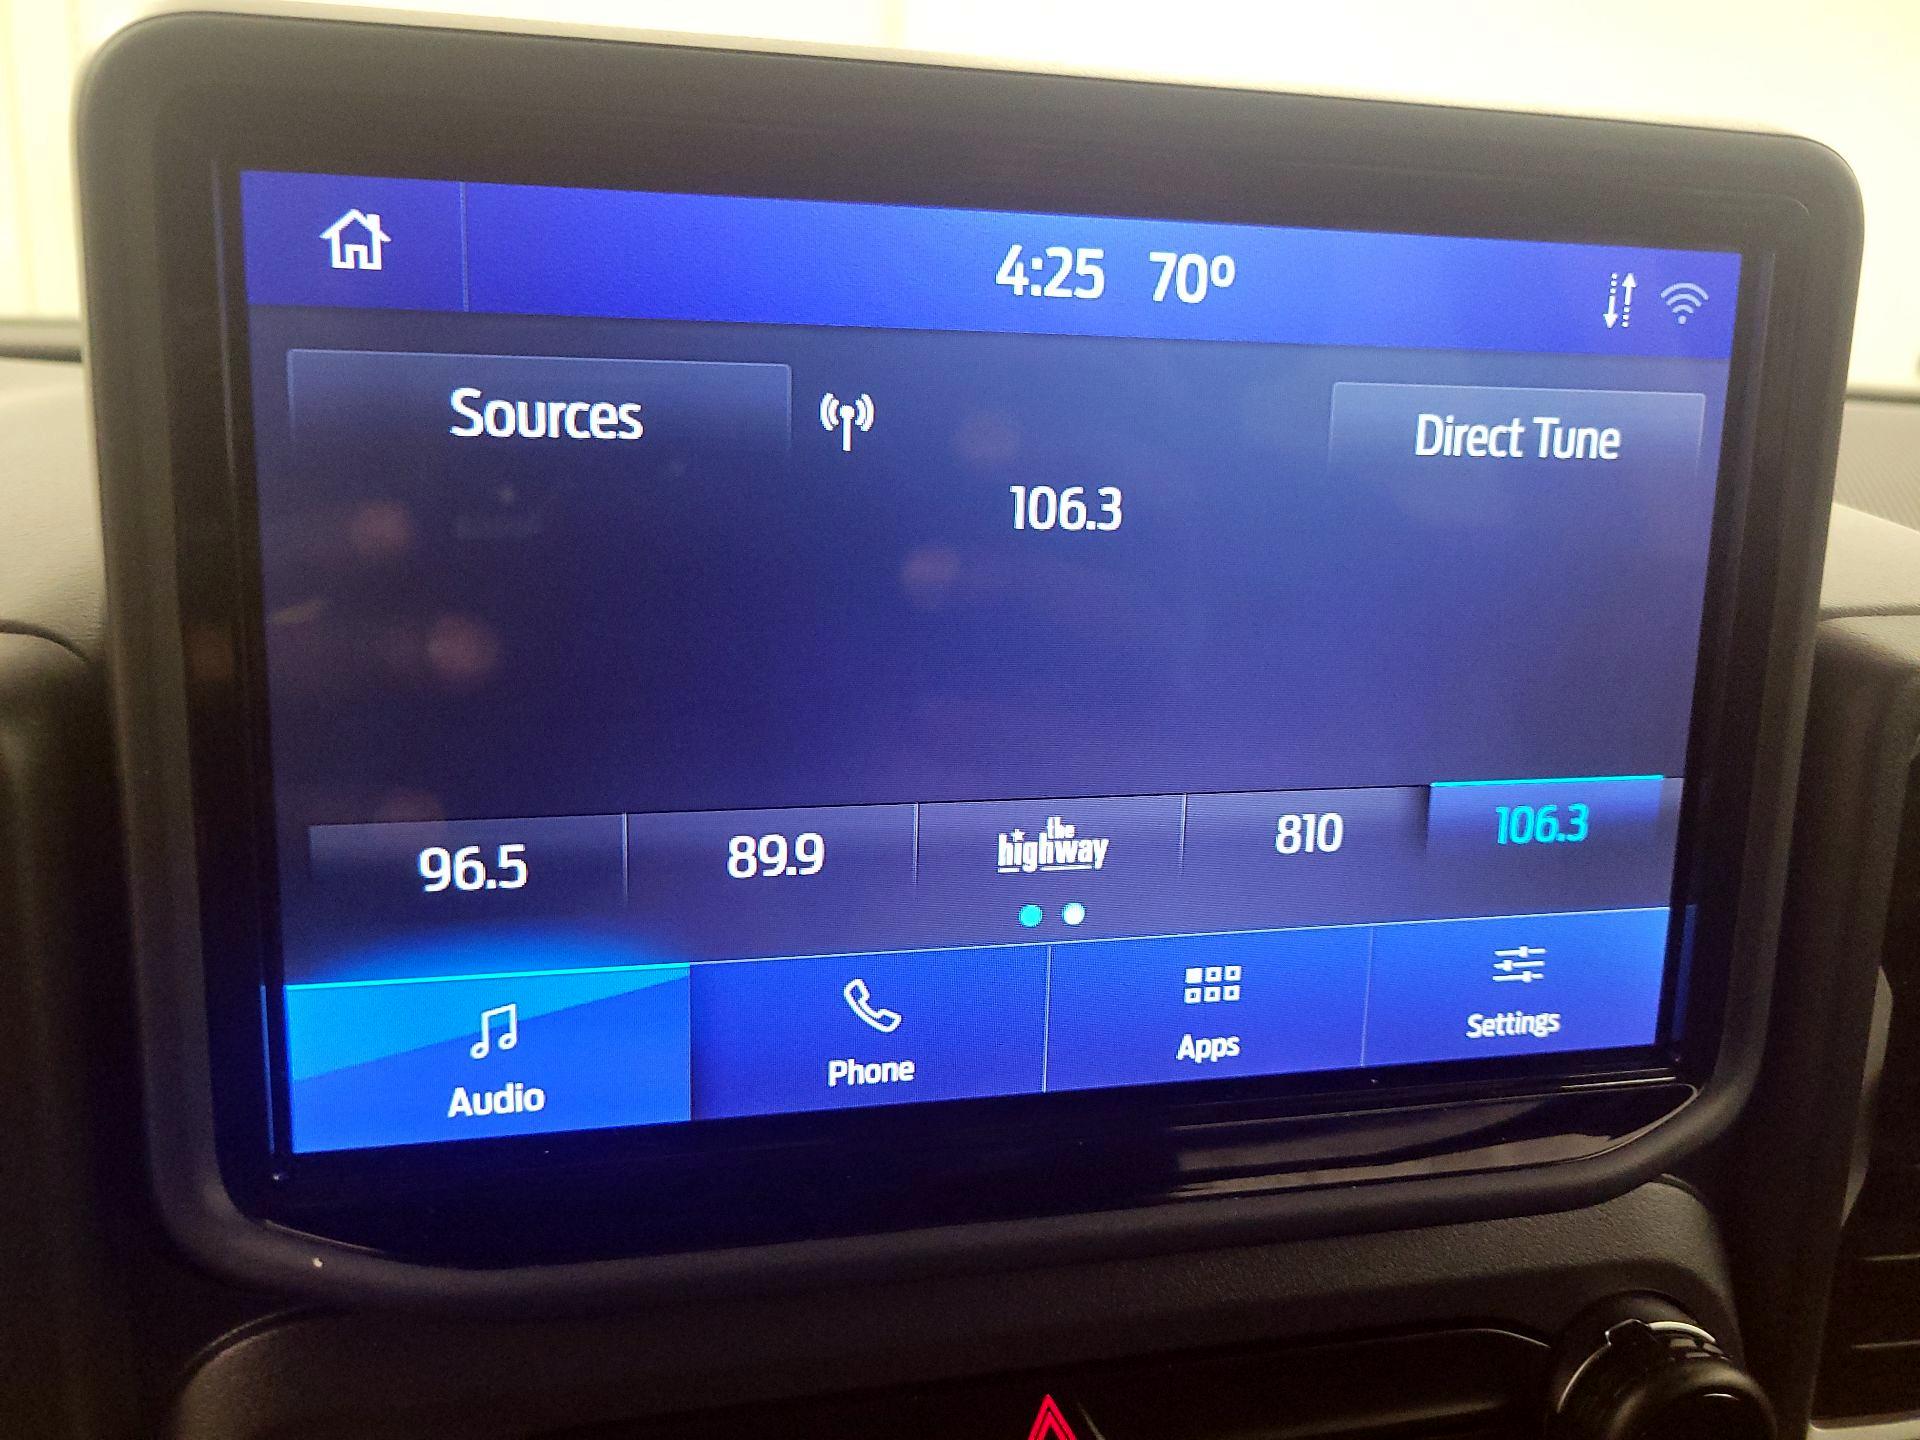 4:25 70°
Sources
Direct Tune
106.3
96.5 89.9 the highway 810 106.3
Audio Phone Apps Settings